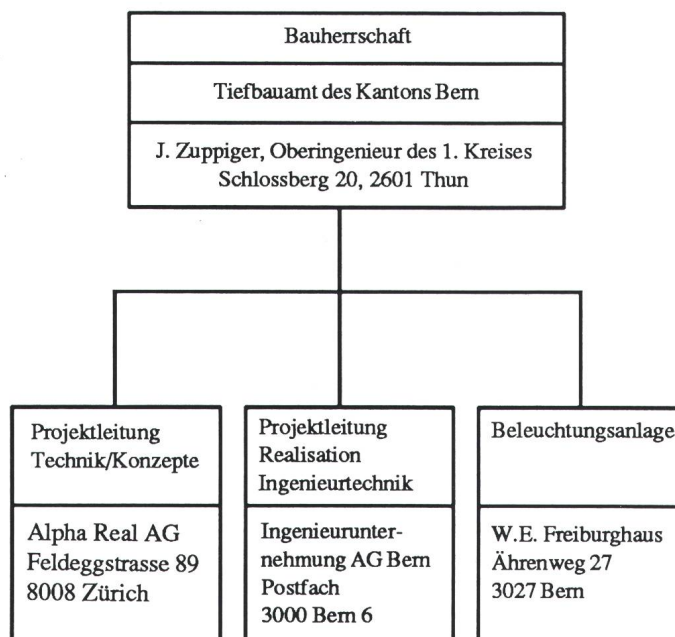 Bauherrschaft
Tiefbauamt des Kantons Bern
J. Zuppiger, Oberingenieur des 1. Kreises
Schlossberg 20, 2601 Thun
Projektleitung
Technik/Konzepte
Alpha Real AG
Feldeggstrasse 89
8008 Zürich
Projektleitung
Realisation
Ingenieurtechnik
Ingenieurunter-
nehmung AG Bern
Postfach
3000 Bern 6
Beleuchtungsanlage
W.E. Freiburghaus
Ährenweg 27
3027 Bern